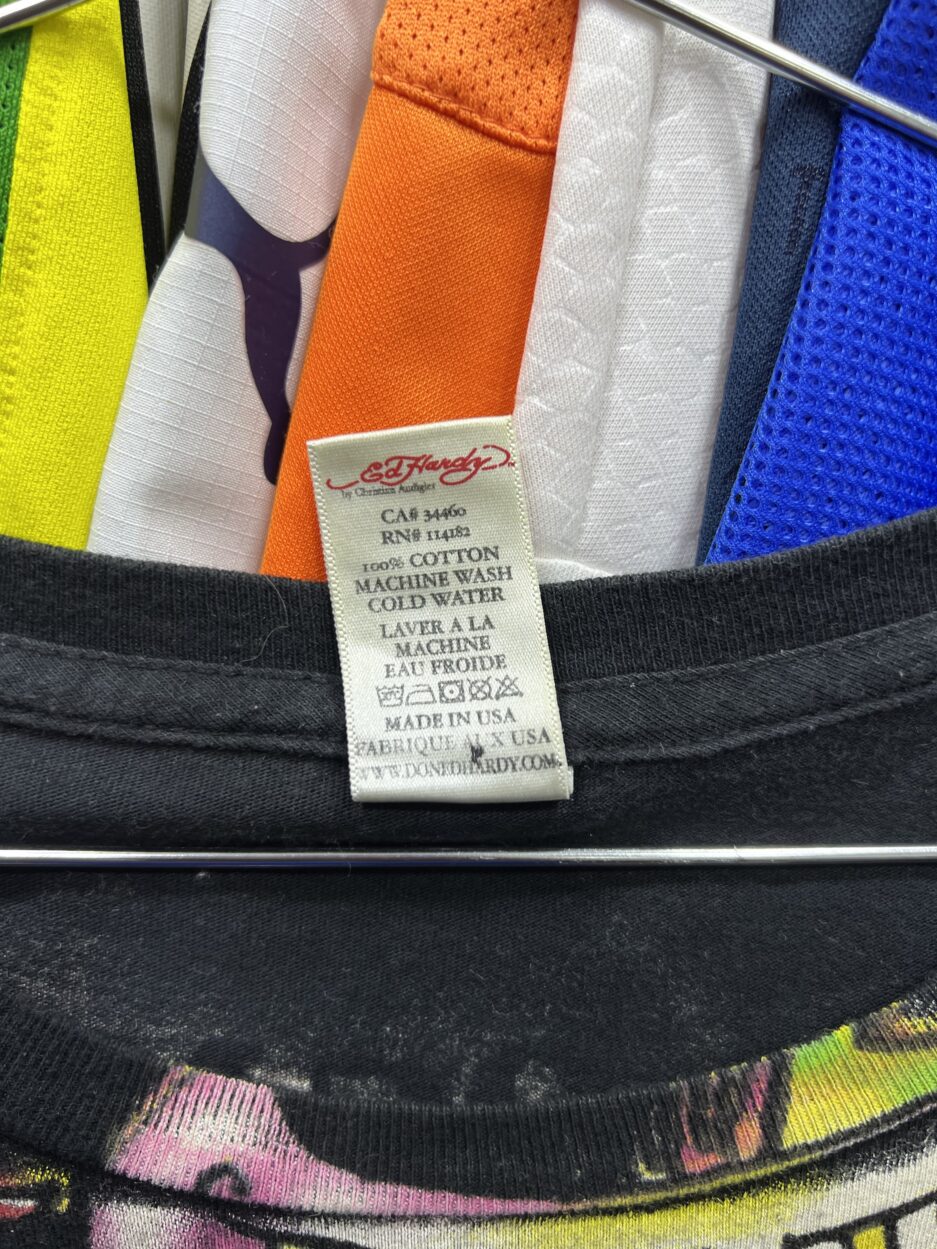 Ed Hardy
by Christian Audigier
CA# 34460
RN# 114182
100% COTTON
MACHINE WASH
COLD WATER
LAVER A LA
MACHINE
EAU FROIDE
MADE IN USA
FABRIQUE AUX USA
WWW.DONEDHARDY.COM